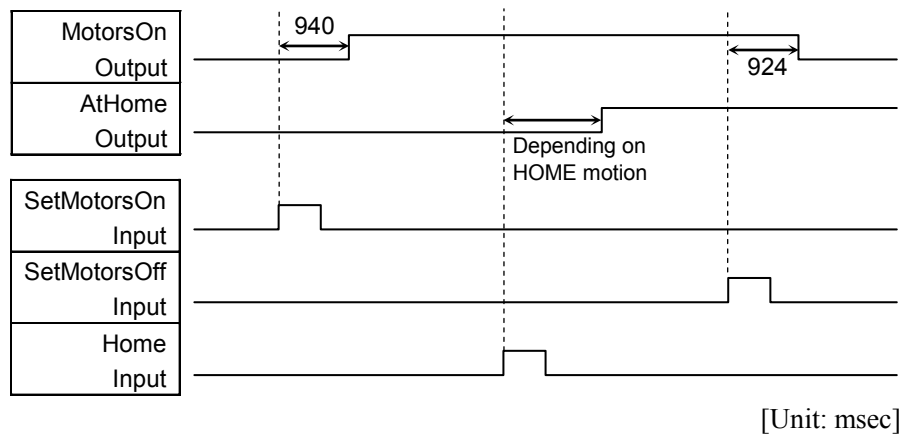 MotorsOn
Output
940
924
AtHome
Output
Depending on
HOME motion
SetMotorsOn
Input
SetMotorsOff
Input
Home
Input
[Unit: msec]